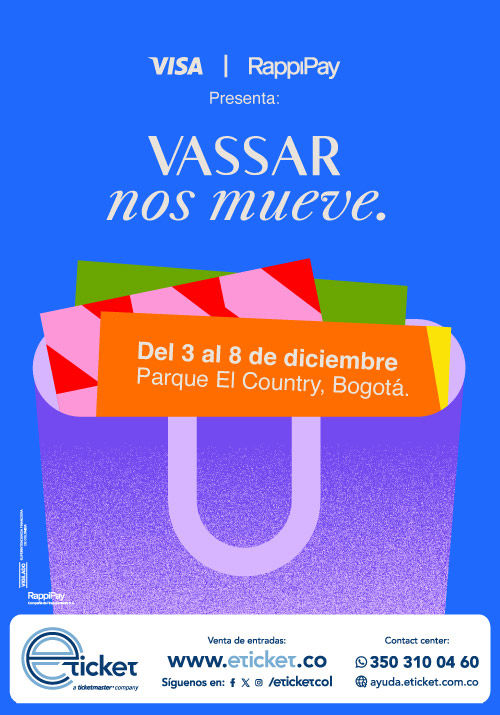 VISA | RappiPay
Presenta:
VASSAR
nos mueve.
Del 3 al 8 de diciembre
Parque El Country, Bogotá.
VIGILADO
RappiPay
eticket
a ticketmaster company
Venta de entradas:
www.eticket.co
Síguenos en: /eticketcol
Contact center:
350 310 04 60
ayuda.eticket.com.co